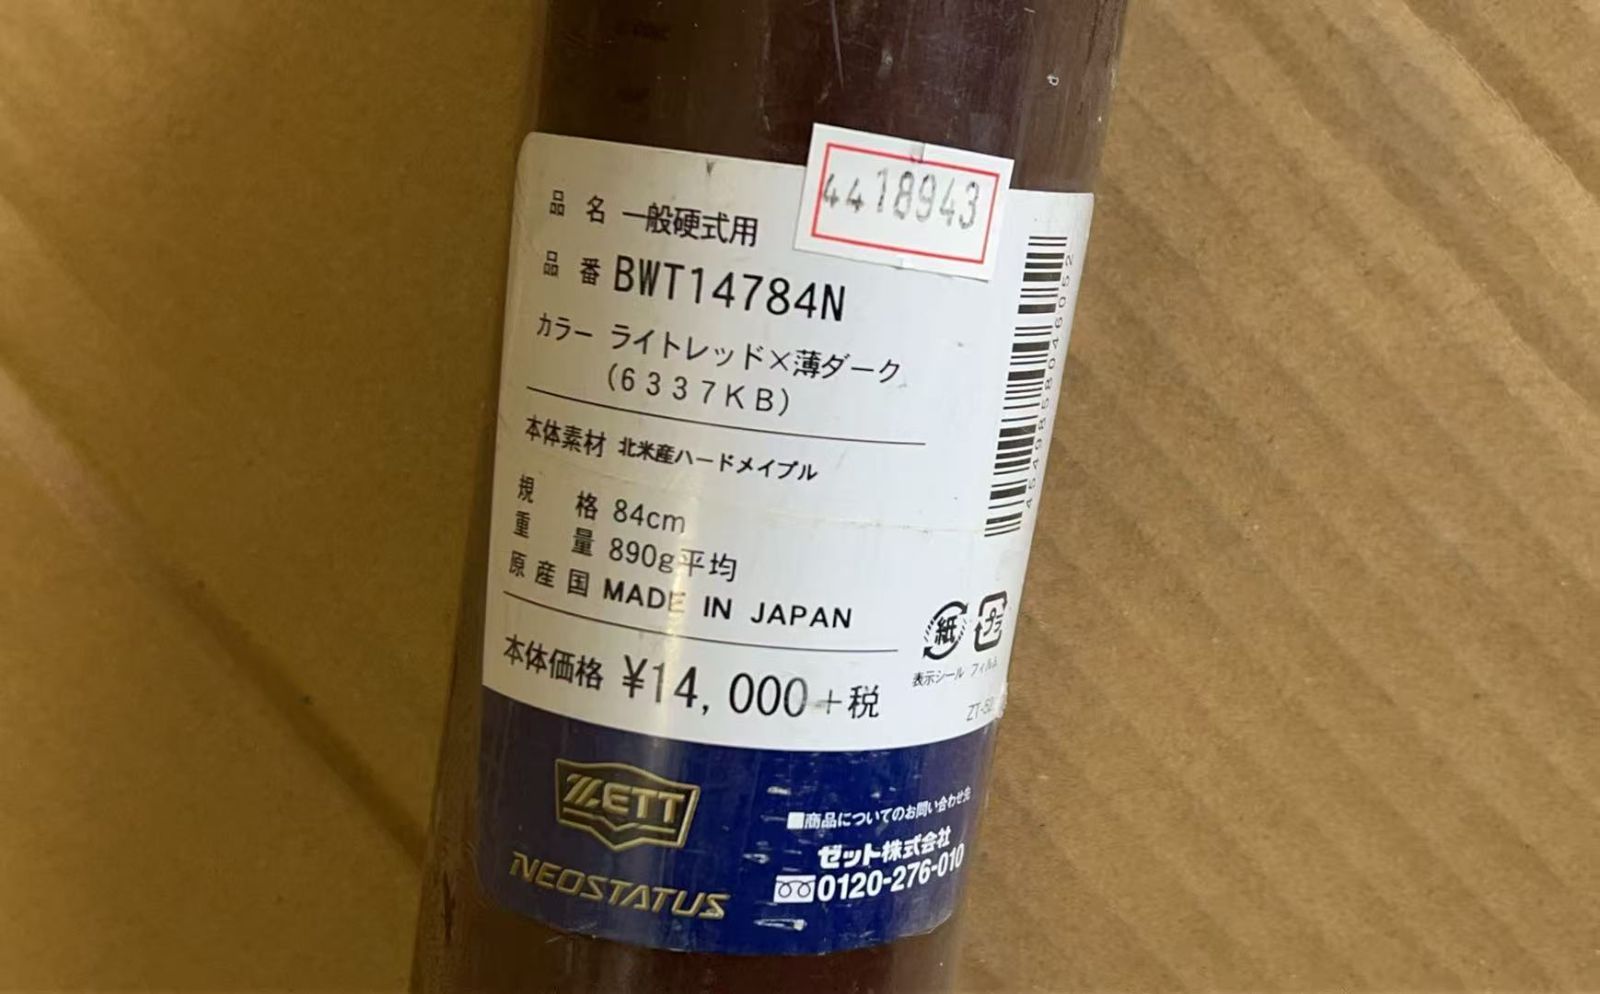 4418943
品名 一般硬式用
品番 BWT14784N
カラー ライトレッド×薄ダーク
(6337KB)
本体素材 北米産ハードメイプル
規格 84cm
重量 890g平均
原産国 MADE IN JAPAN
本体価格 ¥14,000+税
4549858046052
紙 プラ
表示シール フィルム
ZETT
NEOSTATUS
■商品についてのお問い合わせ先
ゼット株式会社
0120-276-010